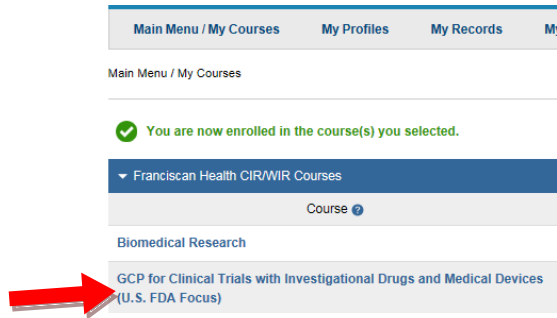 Main Menu / My Courses My Profiles My Records
Main Menu / My Courses
You are now enrolled in the course(s) you selected.
Franciscan Health CIR/WIR Courses
Course
Biomedical Research
GCP for Clinical Trials with Investigational Drugs and Medical Devices
(U.S. FDA Focus)